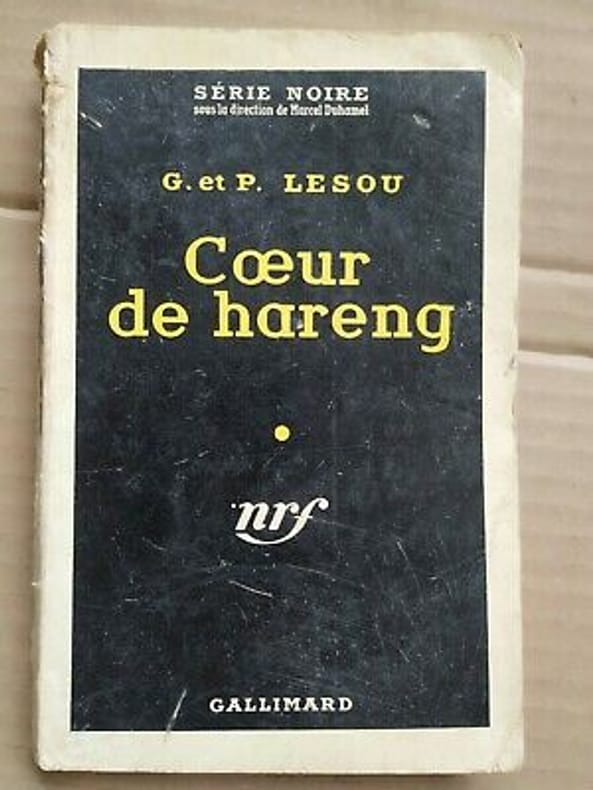 SÉRIE NOIRE
sous la direction de Marcel Duhamel
G. et P. LESOU
Cœur
de hareng
nrf
GALLIMARD